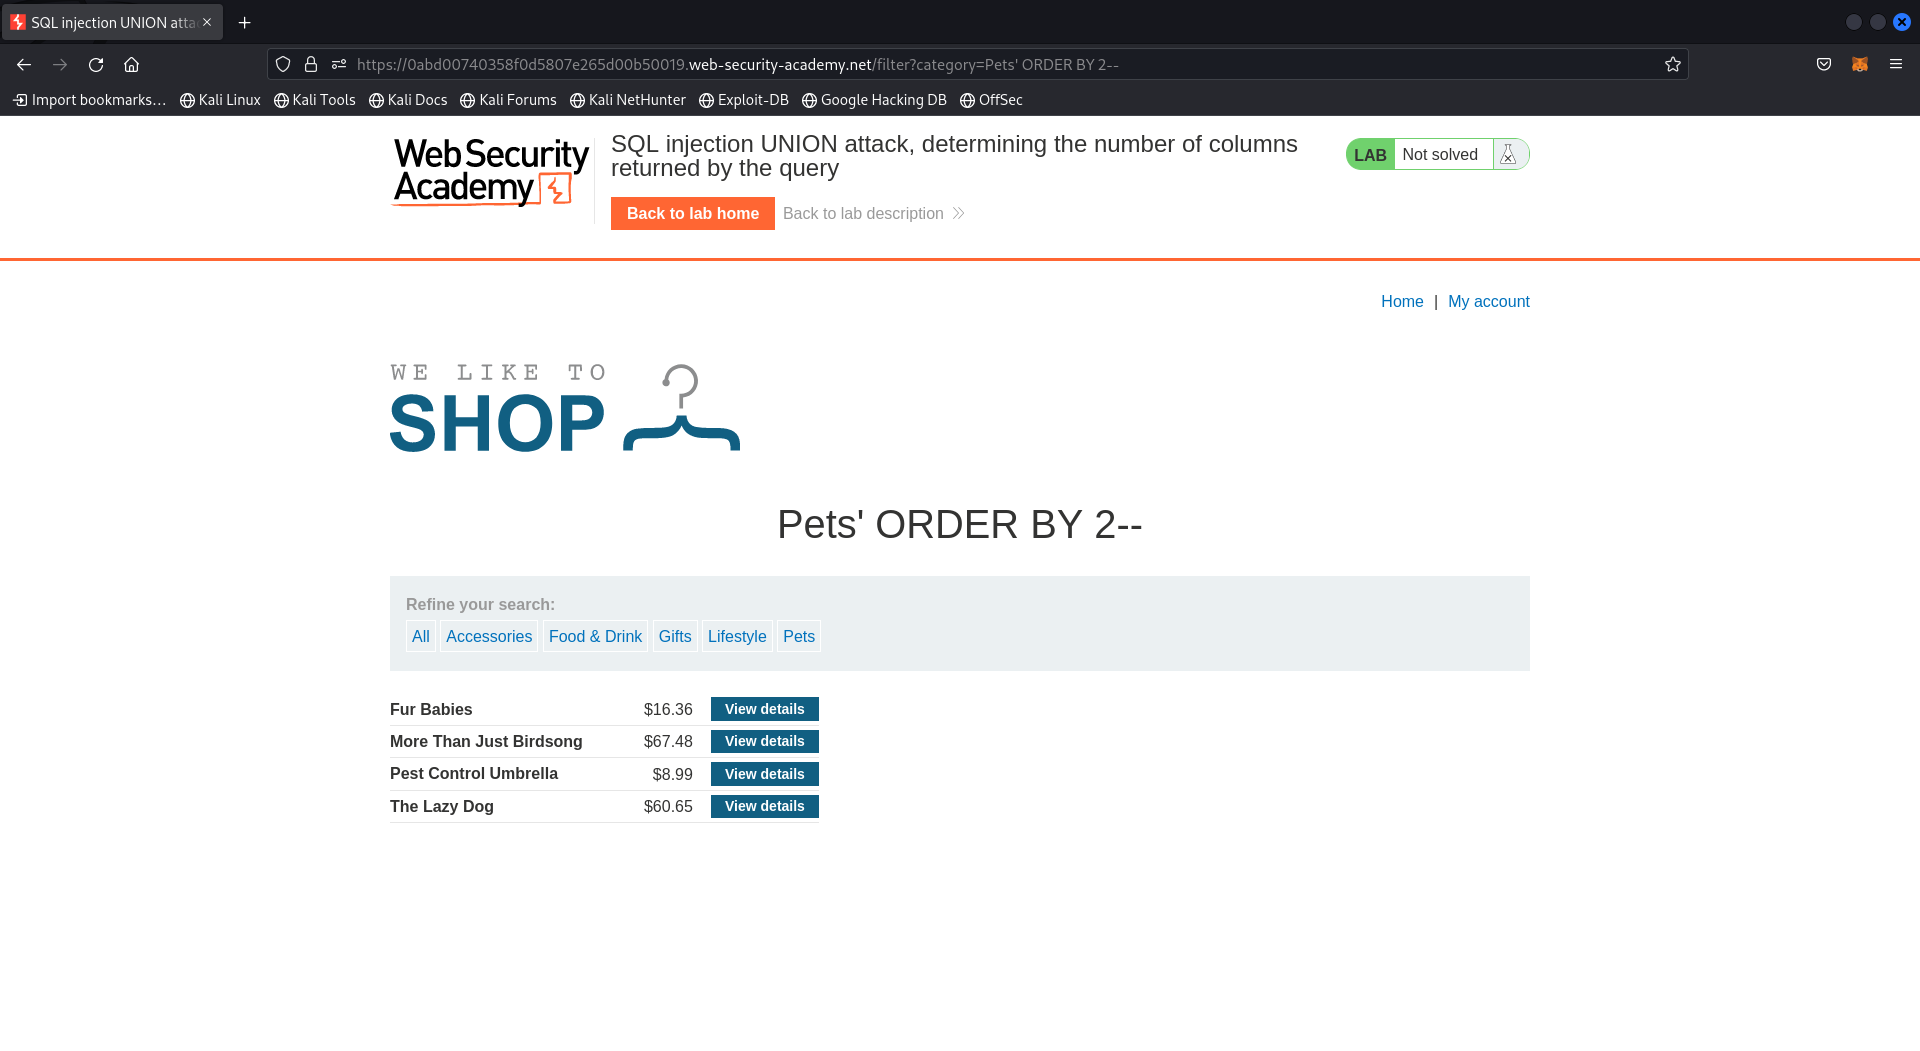 SQL injection UNION atta
https://0abd00740358f0d5807e265d00b50019.web-security-academy.net/filter?category=Pets' ORDER BY 2--
Import bookmarks... Kali Linux Kali Tools Kali Docs Kali Forums Kali NetHunter Exploit-DB Google Hacking DB OffSec
Web Security
Academy
SQL injection UNION attack, determining the number of columns
returned by the query
LAB Not solved
Back to lab home Back to lab description
Home | My account
WE LIKE TO
SHOP
Pets' ORDER BY 2--
Refine your search:
All Accessories Food & Drink Gifts Lifestyle Pets
Fur Babies $16.36 View details
More Than Just Birdsong $67.48 View details
Pest Control Umbrella $8.99 View details
The Lazy Dog $60.65 View details